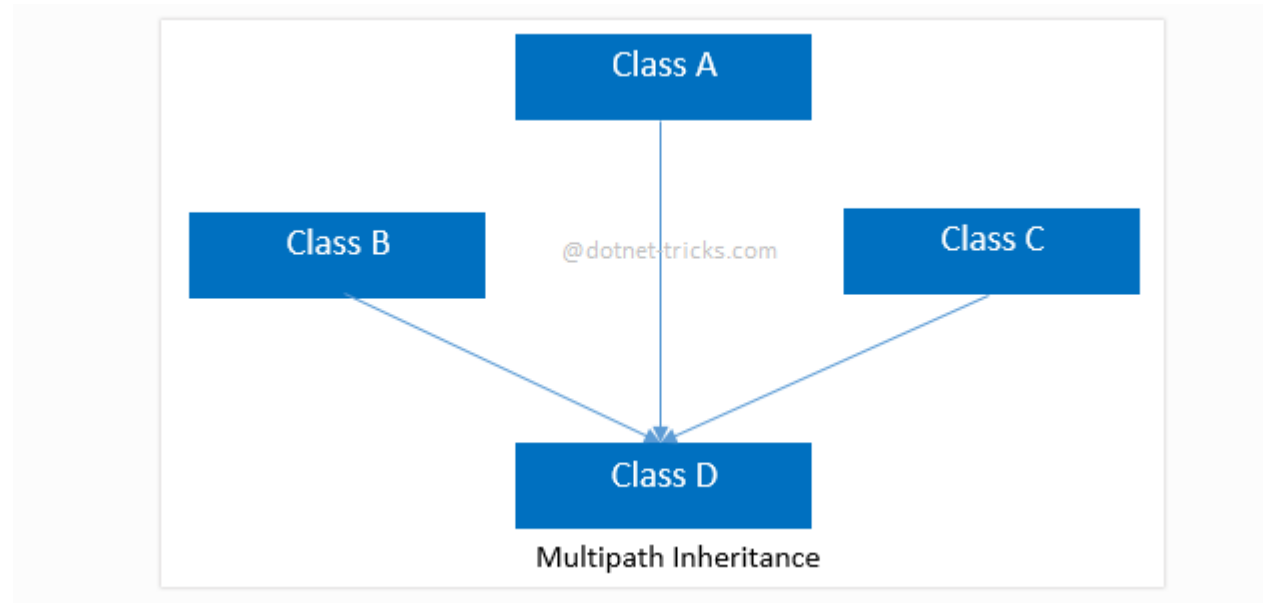 Class A
Class B
@dotnet-tricks.com
Class C
Class D
Multipath Inheritance